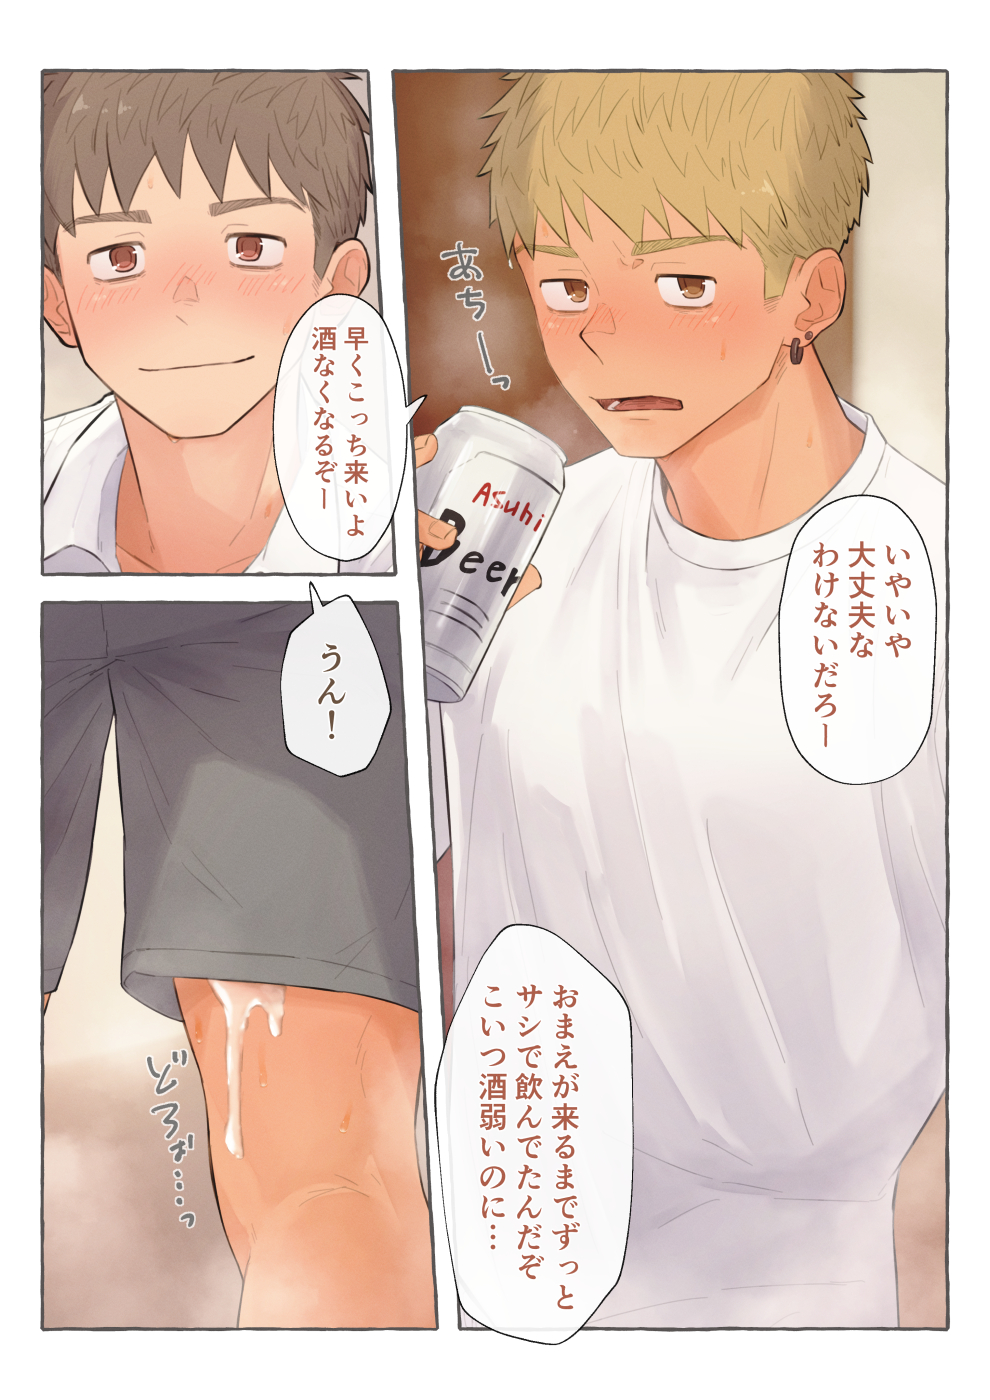 あちーっ
Asuhi
Beer
いやいや
大丈夫な
わけないだろー
おまえが来るまでずっと
サシで飲んでたんだぞ
こいつ酒弱いのに…
早くこっち来いよ
酒なくなるぞー
うん！
どろぉ…っ